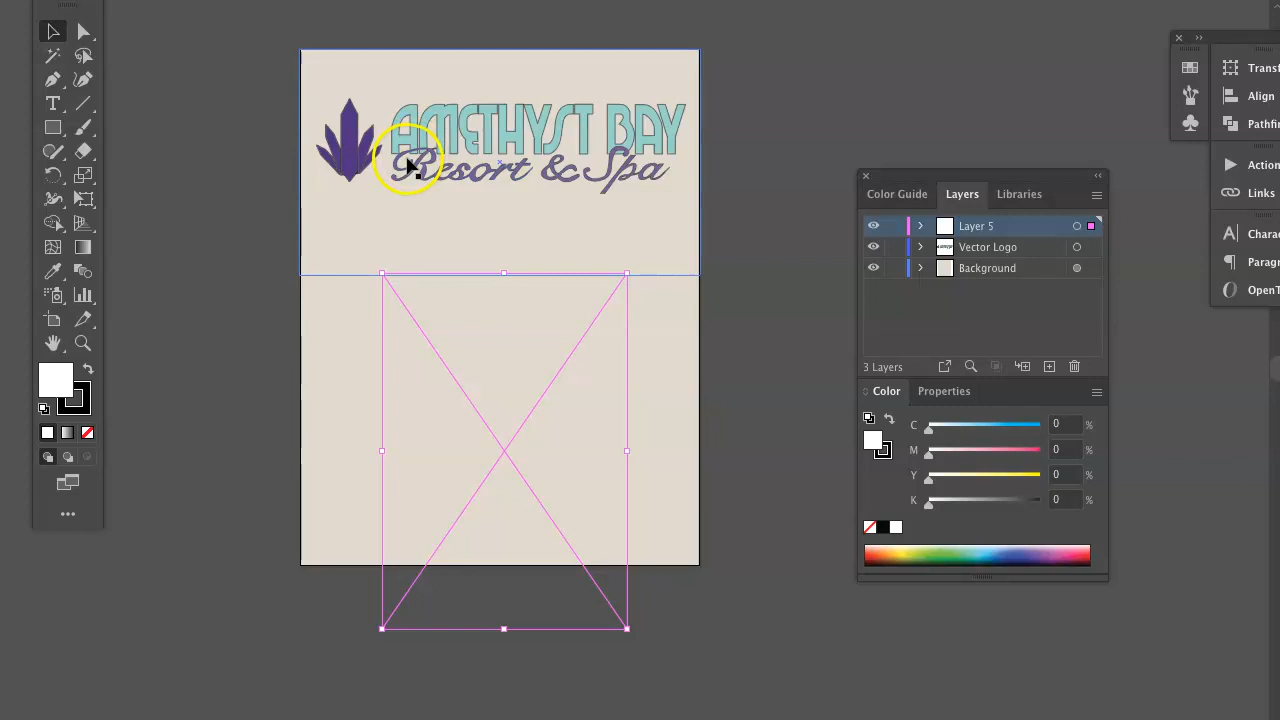 AMETHYST BAY
Resort & Spa
Color Guide
Layers
Libraries
Layer 5
Vector Logo
Background
3 Layers
Color
Properties
C 0 %
M 0 %
Y 0 %
K 0 %
Transf
Align
Pathfin
Action
Links
Charac
Paragr
OpenT